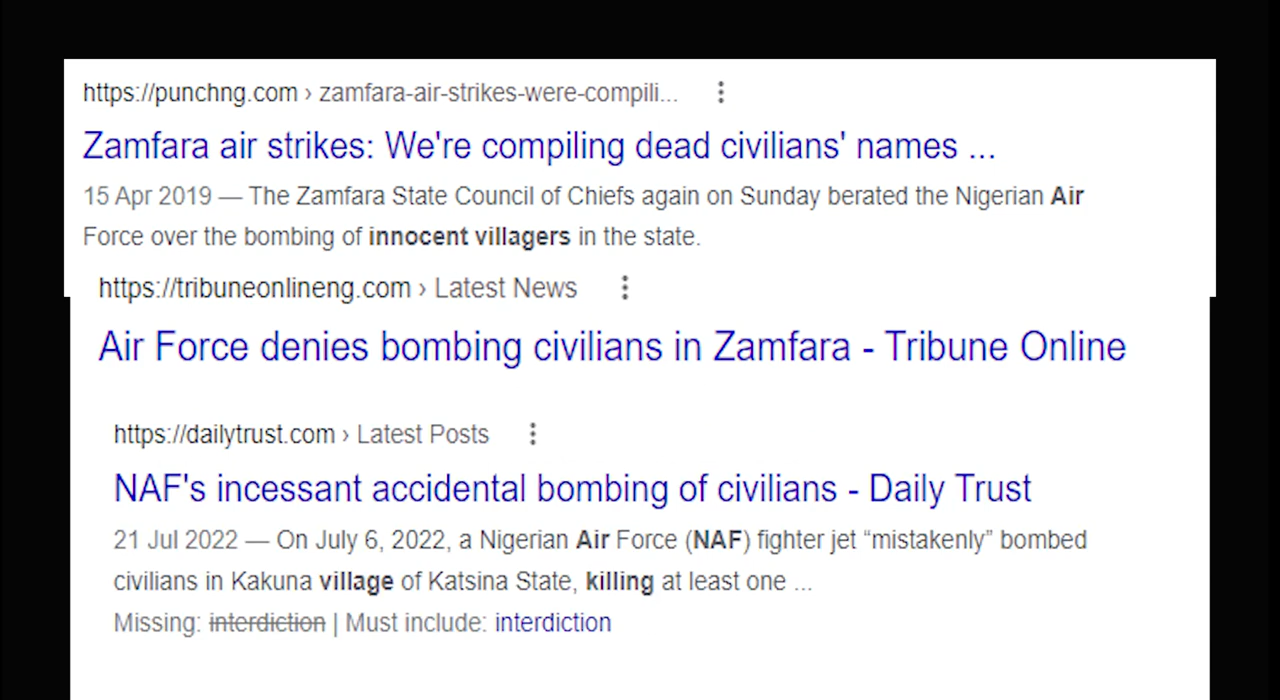 https://punchng.com › zamfara-air-strikes-were-compili...
Zamfara air strikes: We're compiling dead civilians' names ...
15 Apr 2019 — The Zamfara State Council of Chiefs again on Sunday berated the Nigerian Air
Force over the bombing of innocent villagers in the state.
https://tribuneonlineng.com › Latest News
Air Force denies bombing civilians in Zamfara - Tribune Online
https://dailytrust.com › Latest Posts
NAF's incessant accidental bombing of civilians - Daily Trust
21 Jul 2022 — On July 6, 2022, a Nigerian Air Force (NAF) fighter jet “mistakenly” bombed
civilians in Kakuna village of Katsina State, killing at least one ...
Missing: interdiction | Must include: interdiction